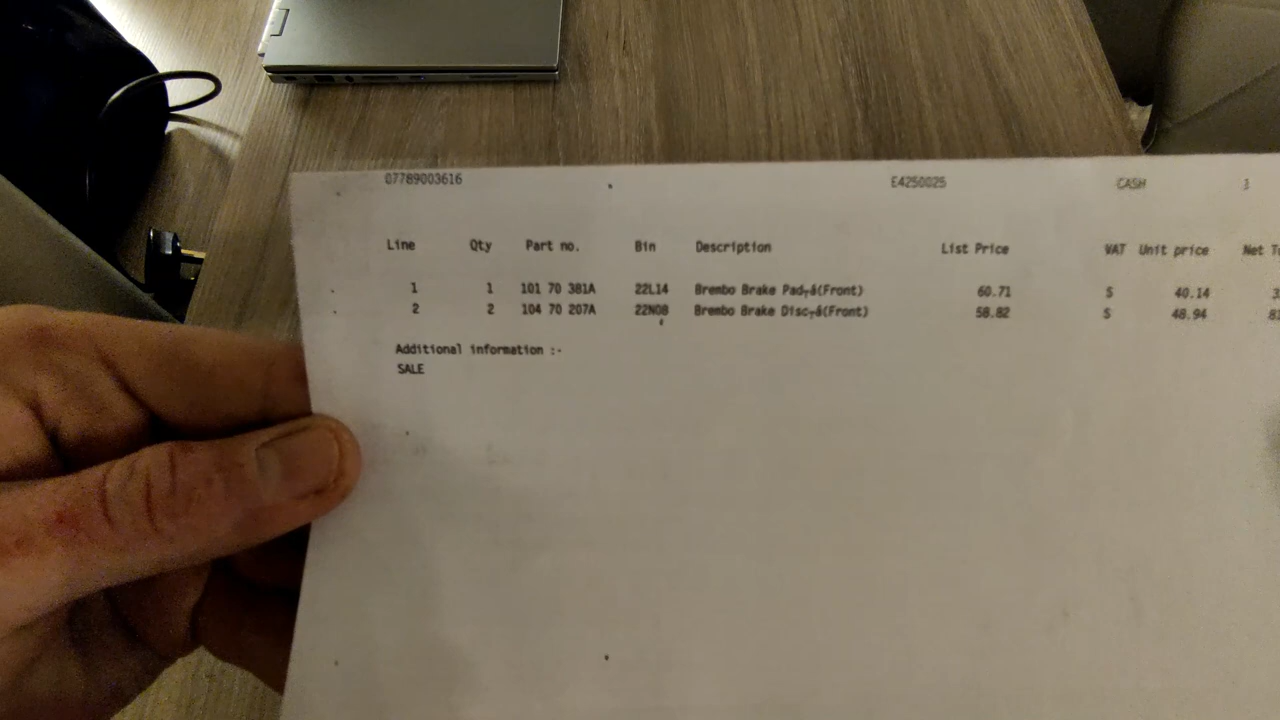 07789003616 E4250025 CASH
Line Qty Part no. Bin Description List Price VAT Unit price Net
1 1 101 70 381A 22L14 Brembo Brake Pad┬á(Front) 60.71 S 40.14
2 2 104 70 207A 22N08 Brembo Brake Disc┬á(Front) 58.82 S 48.94
Additional information :-
SALE